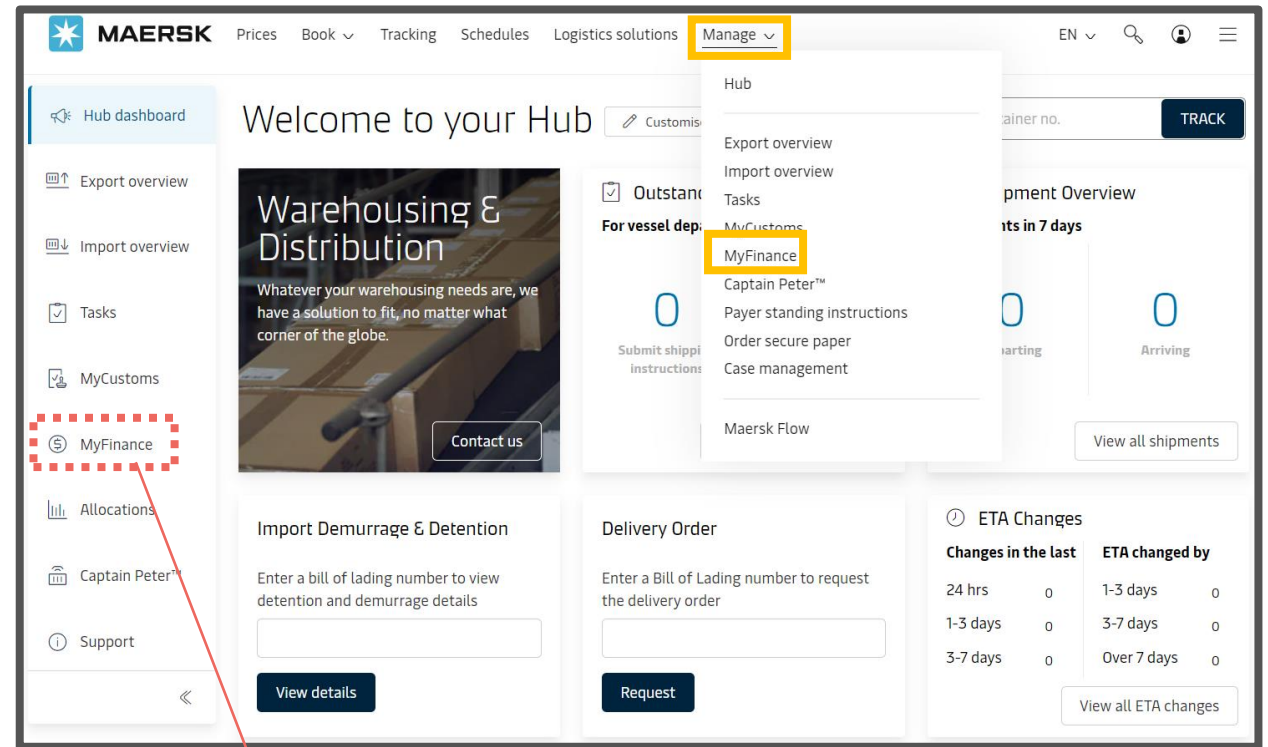 MAERSK
Prices
Book
Tracking
Schedules
Logistics solutions
Manage
EN
Hub dashboard
Export overview
Import overview
Tasks
MyCustoms
MyFinance
Allocations
Captain Peter™
Support
Welcome to your Hub
Customis
Hub
Export overview
Import overview
Tasks
MyCustoms
MyFinance
Captain Peter™
Payer standing instructions
Order secure paper
Case management
Maersk Flow
ainer no.
TRACK
Warehousing &
Distribution
Whatever your warehousing needs are, we
have a solution to fit, no matter what
corner of the globe.
Contact us
Outstand
For vessel depa
0
Submit shippi
instructions
pment Overview
nts in 7 days
0
0
parting
Arriving
View all shipments
Import Demurrage & Detention
Enter a bill of lading number to view
detention and demurrage details
View details
Delivery Order
Enter a Bill of Lading number to request
the delivery order
Request
ETA Changes
Changes in the last
24 hrs 0
1-3 days 0
3-7 days 0
ETA changed by
1-3 days 0
3-7 days 0
Over 7 days 0
View all ETA changes